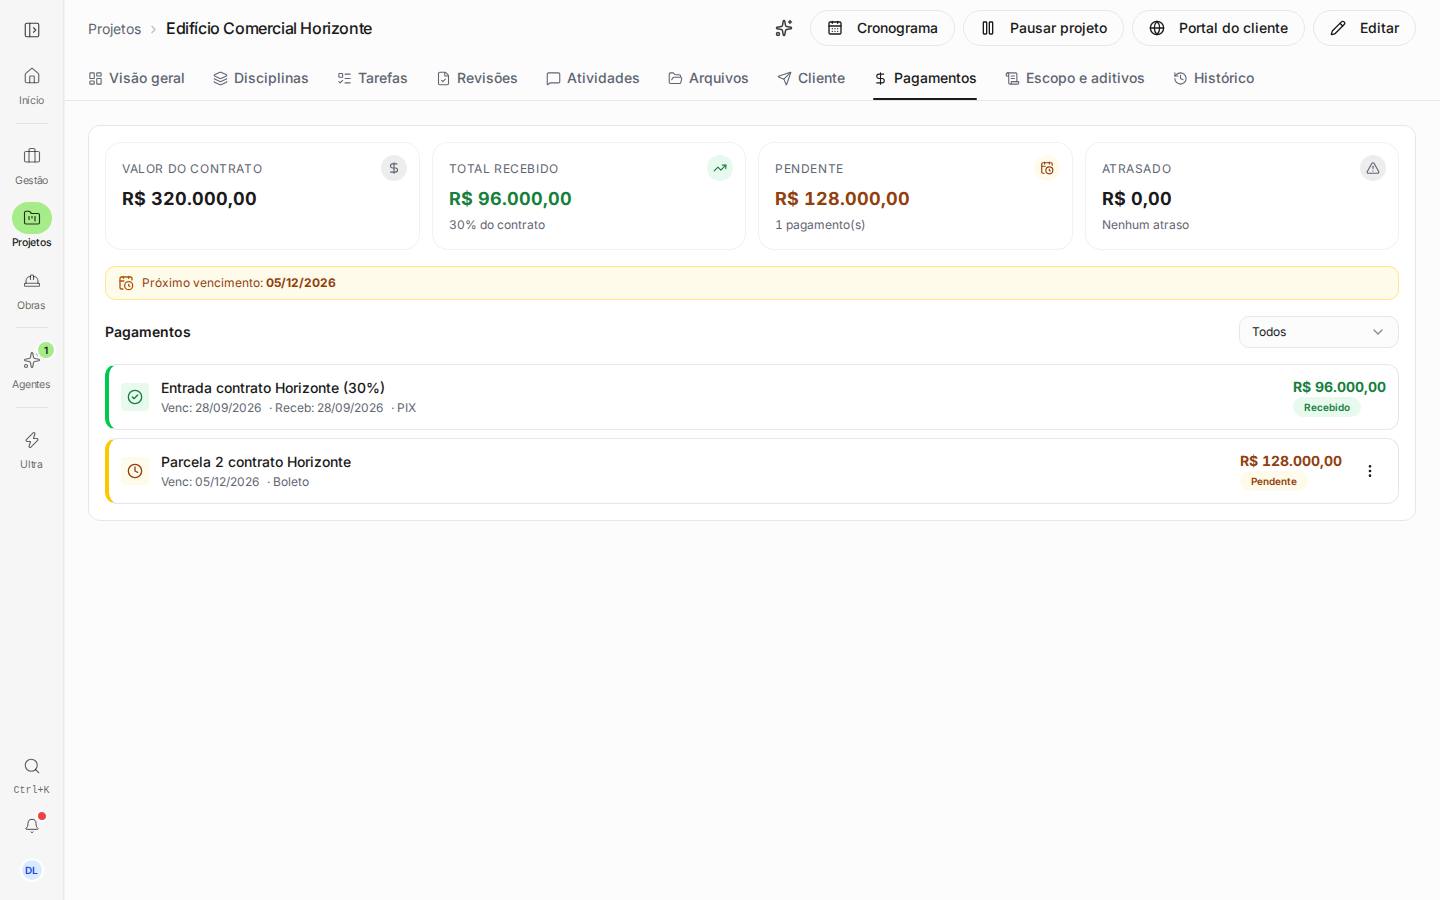 Projetos
Edifício Comercial Horizonte
Cronograma
Pausar projeto
Portal do cliente
Editar
Visão geral
Disciplinas
Tarefas
Revisões
Atividades
Arquivos
Cliente
Pagamentos
Escopo e aditivos
Histórico
Início
Gestão
Projetos
Obras
1
Agentes
Ultra
Ctrl+K
DL
VALOR DO CONTRATO
R$ 320.000,00
TOTAL RECEBIDO
R$ 96.000,00
30% do contrato
PENDENTE
R$ 128.000,00
1 pagamento(s)
ATRASADO
R$ 0,00
Nenhum atraso
Próximo vencimento: 05/12/2026
Pagamentos
Todos
Entrada contrato Horizonte (30%)
Venc: 28/09/2026 · Receb: 28/09/2026 · PIX
R$ 96.000,00
Recebido
Parcela 2 contrato Horizonte
Venc: 05/12/2026 · Boleto
R$ 128.000,00
Pendente